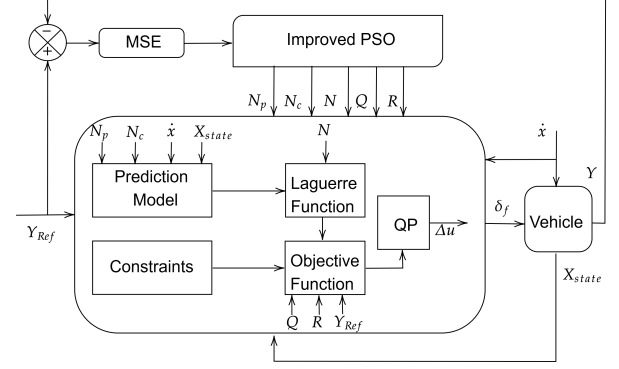 −
+
MSE
Improved PSO
N_p N_c N Q R
N_p N_c ẋ X_state
N
ẋ
Y
Prediction
Model
Laguerre
Function
QP
Δu
δ_f
Vehicle
Y_Ref
Constraints
Objective
Function
X_state
Q R Y_Ref